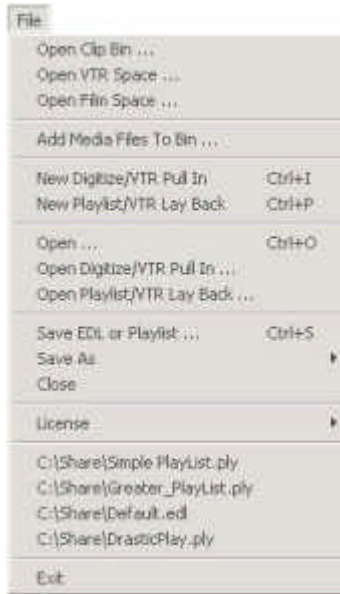 File
Open Clip Bin ...
Open VTR Space ...
Open Film Space ...
Add Media Files To Bin ...
New Digitize/VTR Pull In Ctrl+I
New Playlist/VTR Lay Back Ctrl+P
Open ... Ctrl+O
Open Digitize/VTR Pull In ...
Open Playlist/VTR Lay Back ...
Save EDL or Playlist ... Ctrl+S
Save As
Close
License
C:\Share\Simple PlayList.ply
C:\Share\Greater_PlayList.ply
C:\Share\Default.edl
C:\Share\DrasticPlay.ply
Exit